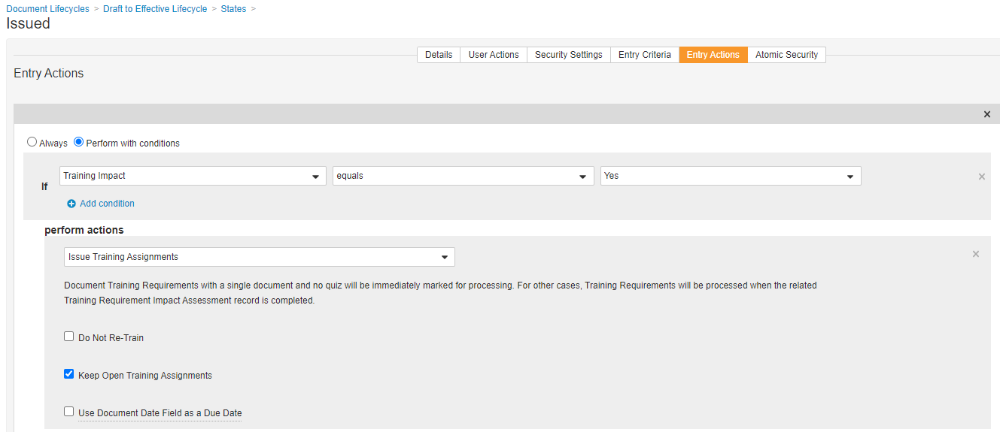 Document Lifecycles > Draft to Effective Lifecycle > States >
Issued
Details User Actions Security Settings Entry Criteria Entry Actions Atomic Security
Entry Actions
Always Perform with conditions
If Training Impact equals Yes
Add condition
perform actions
Issue Training Assignments
Document Training Requirements with a single document and no quiz will be immediately marked for processing. For other cases, Training Requirements will be processed when the related
Training Requirement Impact Assessment record is completed.
Do Not Re-Train
Keep Open Training Assignments
Use Document Date Field as a Due Date